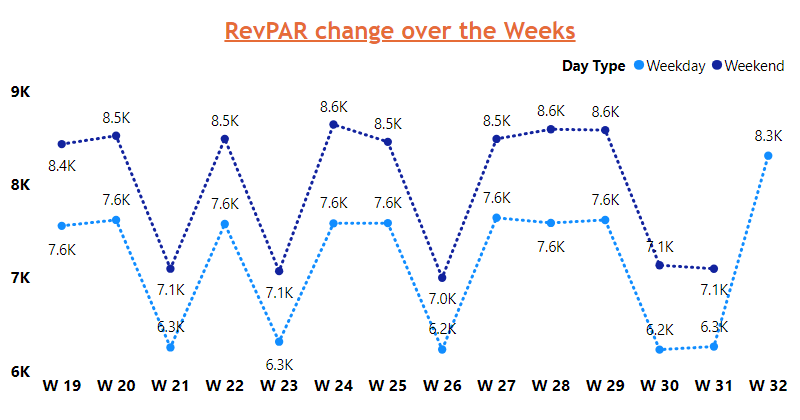 RevPAR change over the Weeks
Day Type Weekday Weekend
9K
8K
7K
6K
8.4K 8.5K 7.1K 8.5K 7.1K 8.6K 8.5K 7.0K 8.5K 8.6K 8.6K 7.1K 7.1K
7.6K 7.6K 6.3K 7.6K 6.3K 7.6K 7.6K 6.2K 7.6K 7.6K 7.6K 6.2K 6.3K 8.3K
W 19 W 20 W 21 W 22 W 23 W 24 W 25 W 26 W 27 W 28 W 29 W 30 W 31 W 32